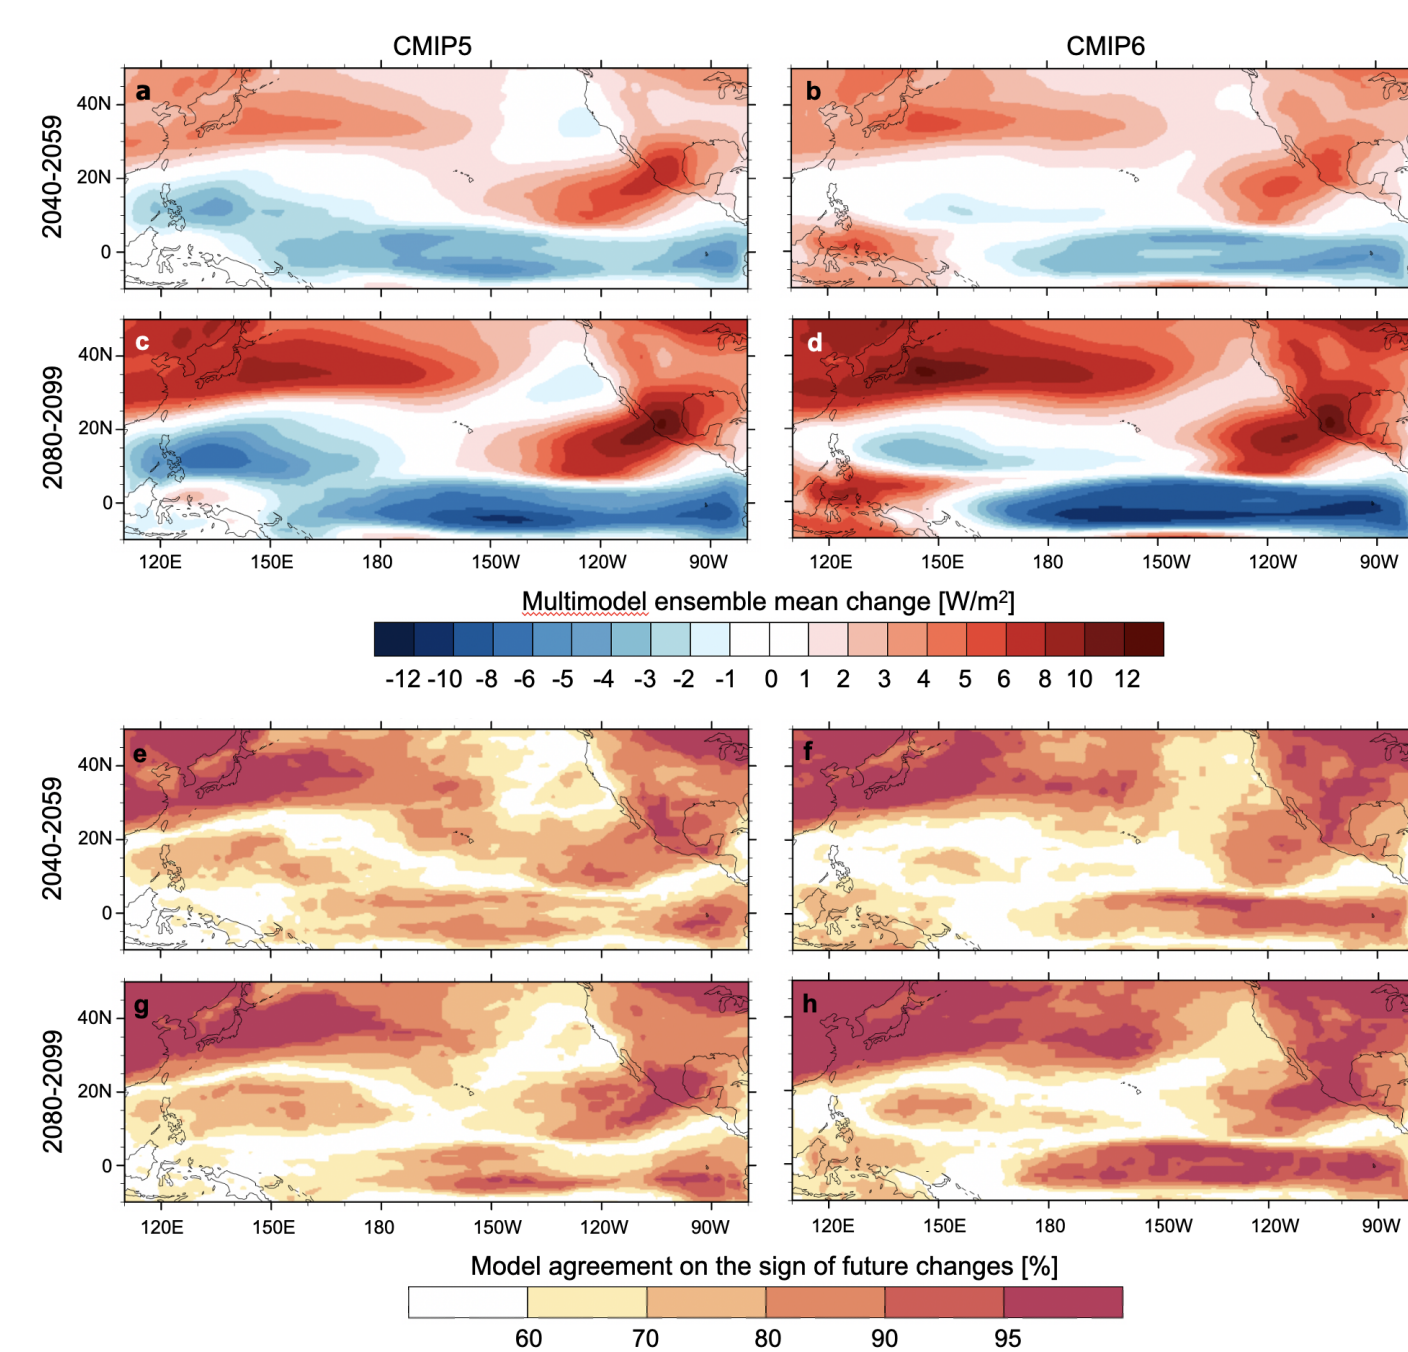 CMIP5 CMIP6
a b
40N
20N
0
2040-2059
c d
40N
20N
0
2080-2099
120E 150E 180 150W 120W 90W 120E 150E 180 150W 120W 90W
Multimodel ensemble mean change [W/m²]
-12 -10 -8 -6 -5 -4 -3 -2 -1 0 1 2 3 4 5 6 8 10 12
e f
40N
20N
0
2040-2059
g h
40N
20N
0
2080-2099
120E 150E 180 150W 120W 90W 120E 150E 180 150W 120W 90W
Model agreement on the sign of future changes [%]
60 70 80 90 95